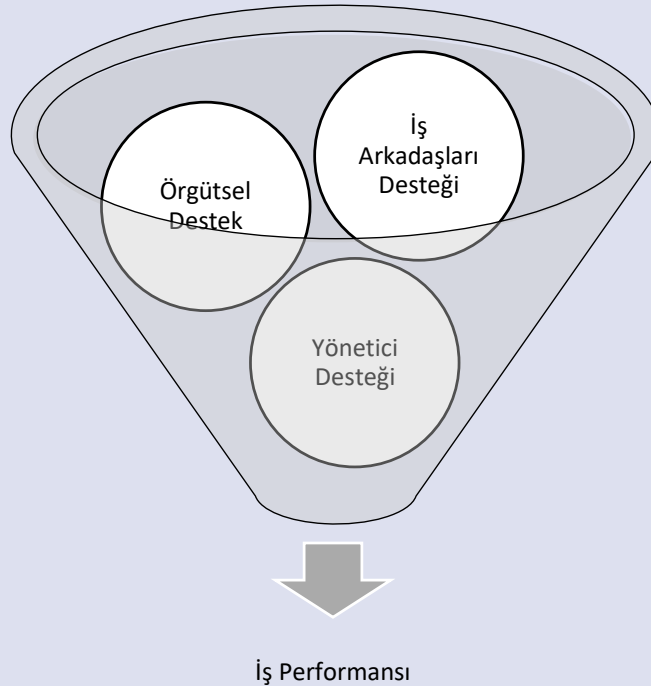 Örgütsel
Destek
İş
Arkadaşları
Desteği
Yönetici
Desteği
İş Performansı